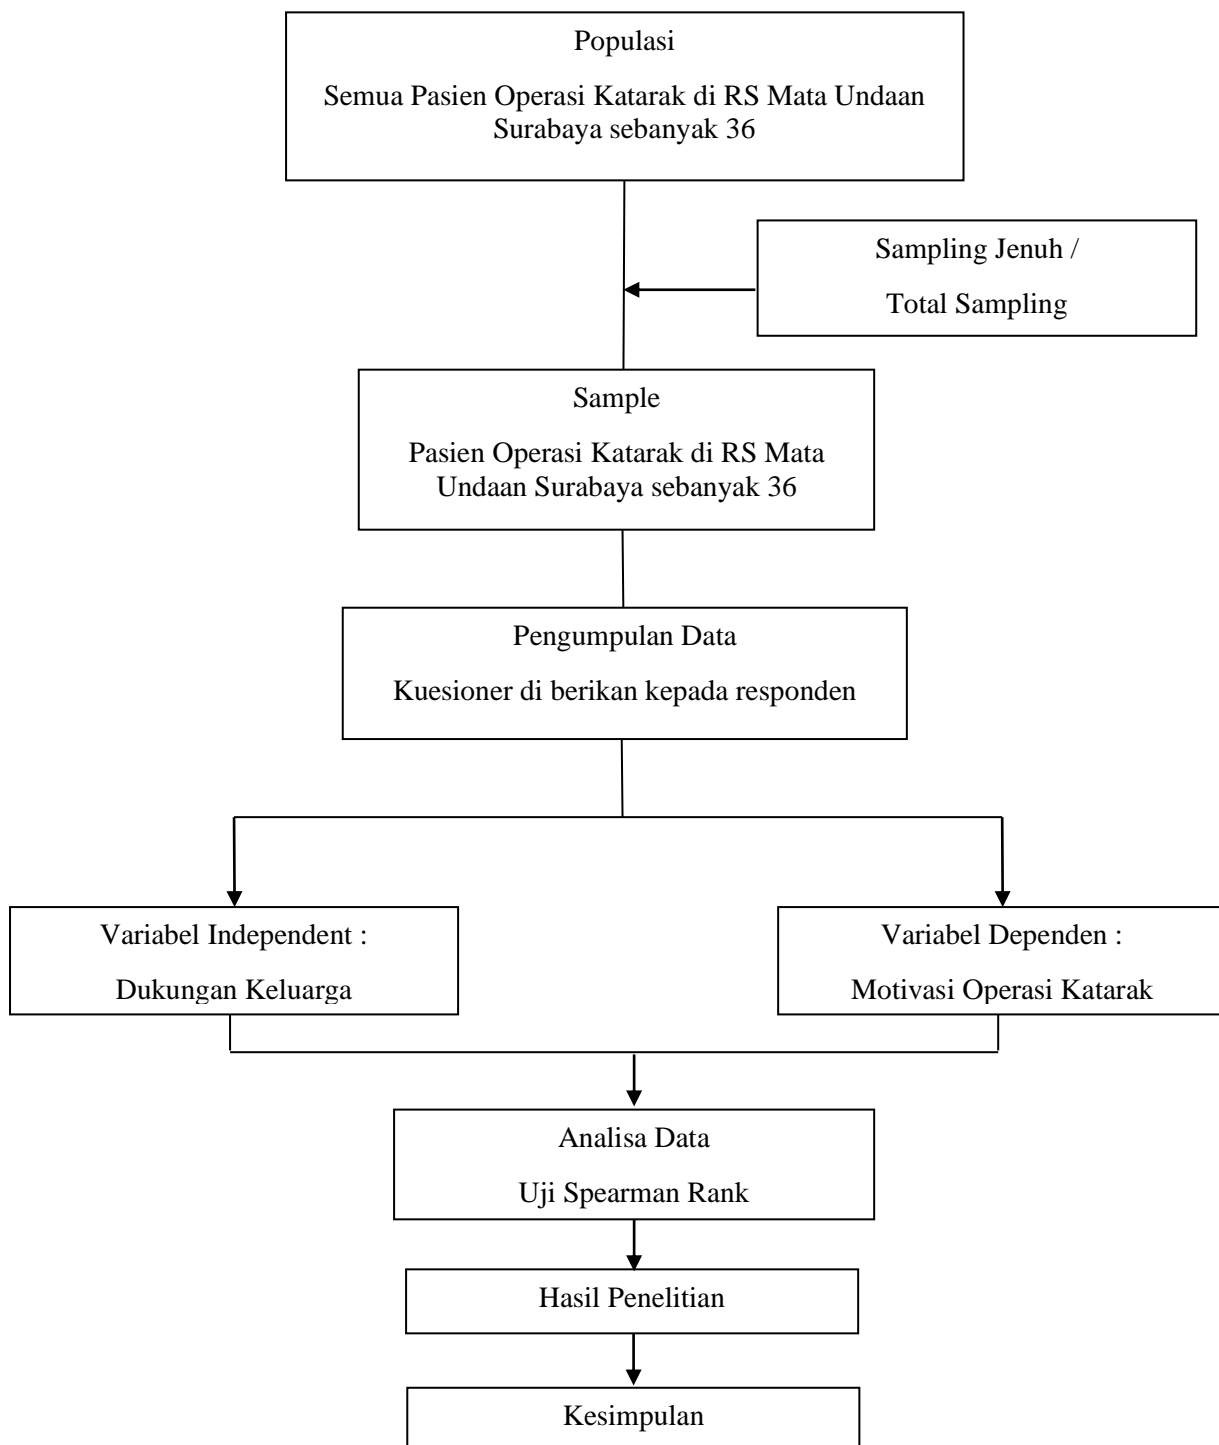 Populasi
Semua Pasien Operasi Katarak di RS Mata Undaan
Surabaya sebanyak 36
Sampling Jenuh /
Total Sampling
Sample
Pasien Operasi Katarak di RS Mata
Undaan Surabaya sebanyak 36
Pengumpulan Data
Kuesioner di berikan kepada responden
Variabel Independent :
Dukungan Keluarga
Variabel Dependen :
Motivasi Operasi Katarak
Analisa Data
Uji Spearman Rank
Hasil Penelitian
Kesimpulan